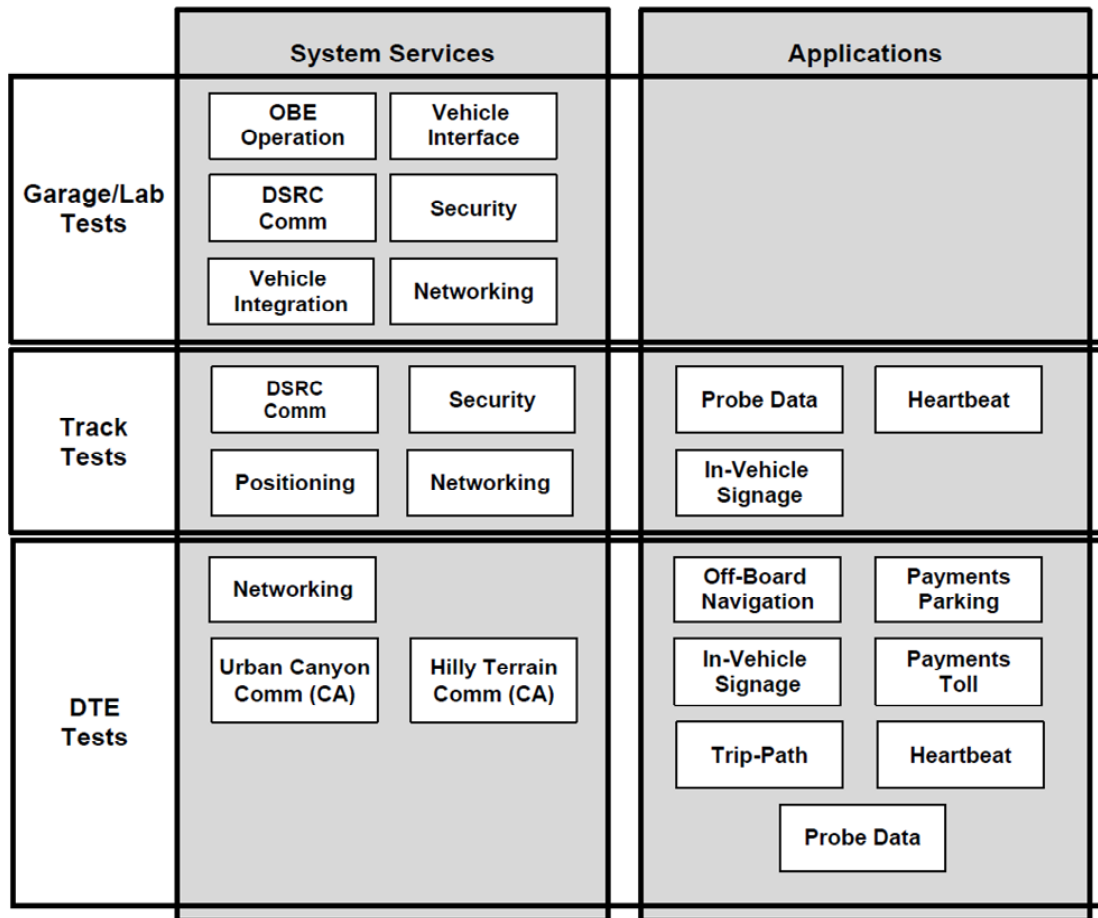 System Services
Applications
Garage/Lab
Tests
OBE
Operation
Vehicle
Interface
DSRC
Comm
Security
Vehicle
Integration
Networking
Track
Tests
DSRC
Comm
Security
Positioning
Networking
Probe Data
Heartbeat
In-Vehicle
Signage
DTE
Tests
Networking
Urban Canyon
Comm (CA)
Hilly Terrain
Comm (CA)
Off-Board
Navigation
Payments
Parking
In-Vehicle
Signage
Payments
Toll
Trip-Path
Heartbeat
Probe Data